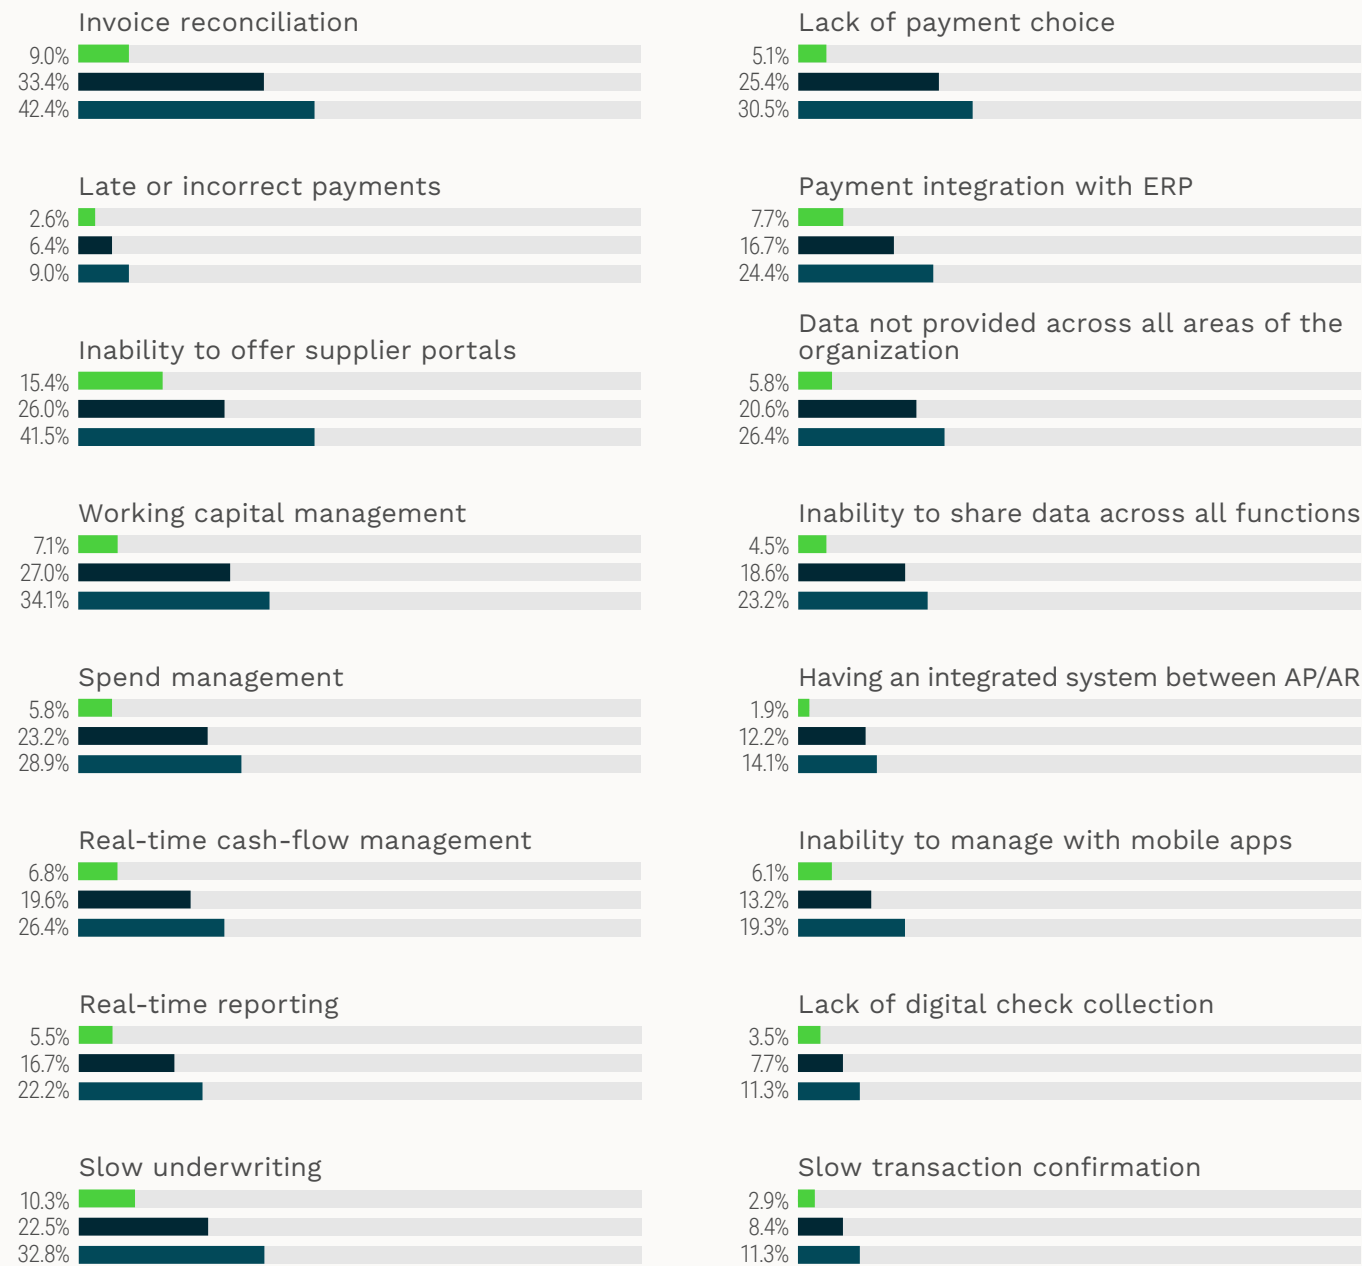 Invoice reconciliation
9.0%
33.4%
42.4%
Late or incorrect payments
2.6%
6.4%
9.0%
Inability to offer supplier portals
15.4%
26.0%
41.5%
Working capital management
7.1%
27.0%
34.1%
Spend management
5.8%
23.2%
28.9%
Real-time cash-flow management
6.8%
19.6%
26.4%
Real-time reporting
5.5%
16.7%
22.2%
Slow underwriting
10.3%
22.5%
32.8%
Lack of payment choice
5.1%
25.4%
30.5%
Payment integration with ERP
7.7%
16.7%
24.4%
Data not provided across all areas of the
organization
5.8%
20.6%
26.4%
Inability to share data across all functions
4.5%
18.6%
23.2%
Having an integrated system between AP/AR
1.9%
12.2%
14.1%
Inability to manage with mobile apps
6.1%
13.2%
19.3%
Lack of digital check collection
3.5%
7.7%
11.3%
Slow transaction confirmation
2.9%
8.4%
11.3%